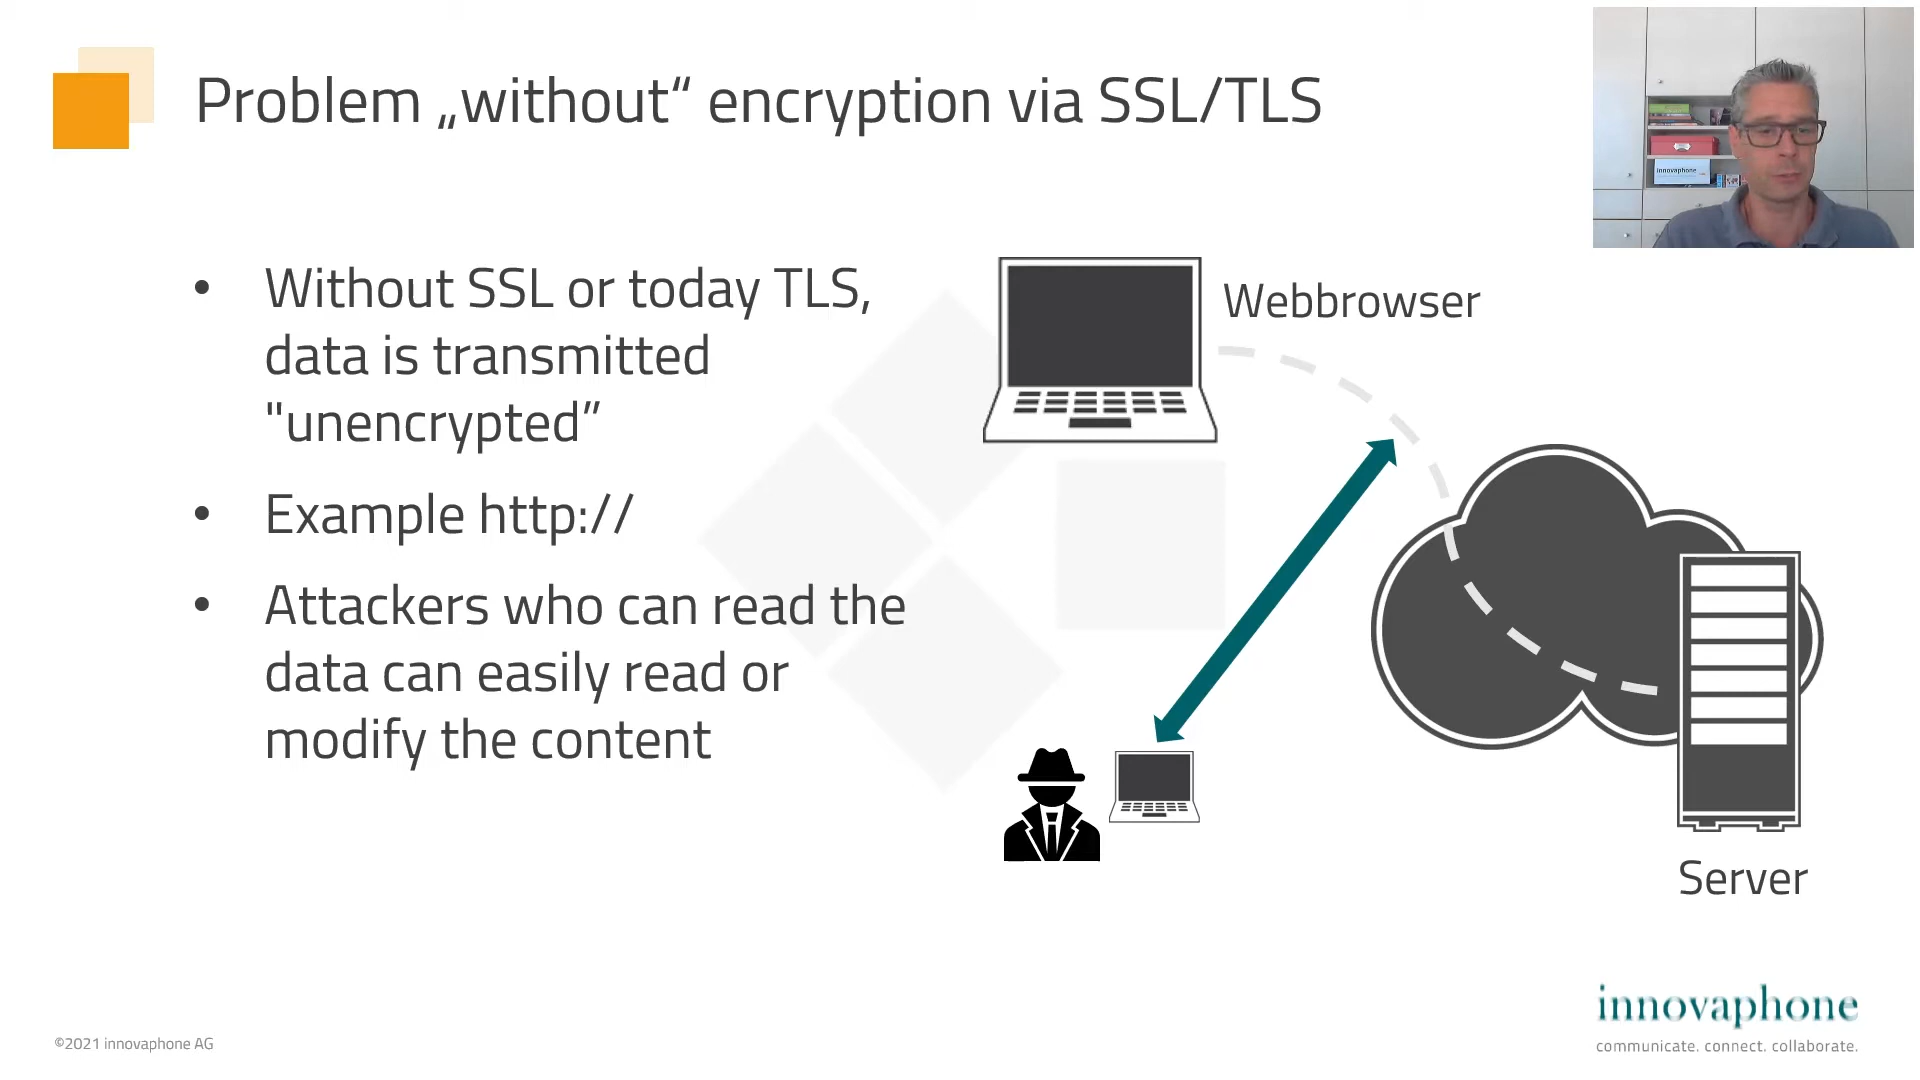 Problem „without“ encryption via SSL/TLS
• Without SSL or today TLS,
data is transmitted
"unencrypted”
• Example http://
• Attackers who can read the
data can easily read or
modify the content
Webbrowser
Server
innovaphone
innovaphone
communicate. connect. collaborate.
©2021 innovaphone AG